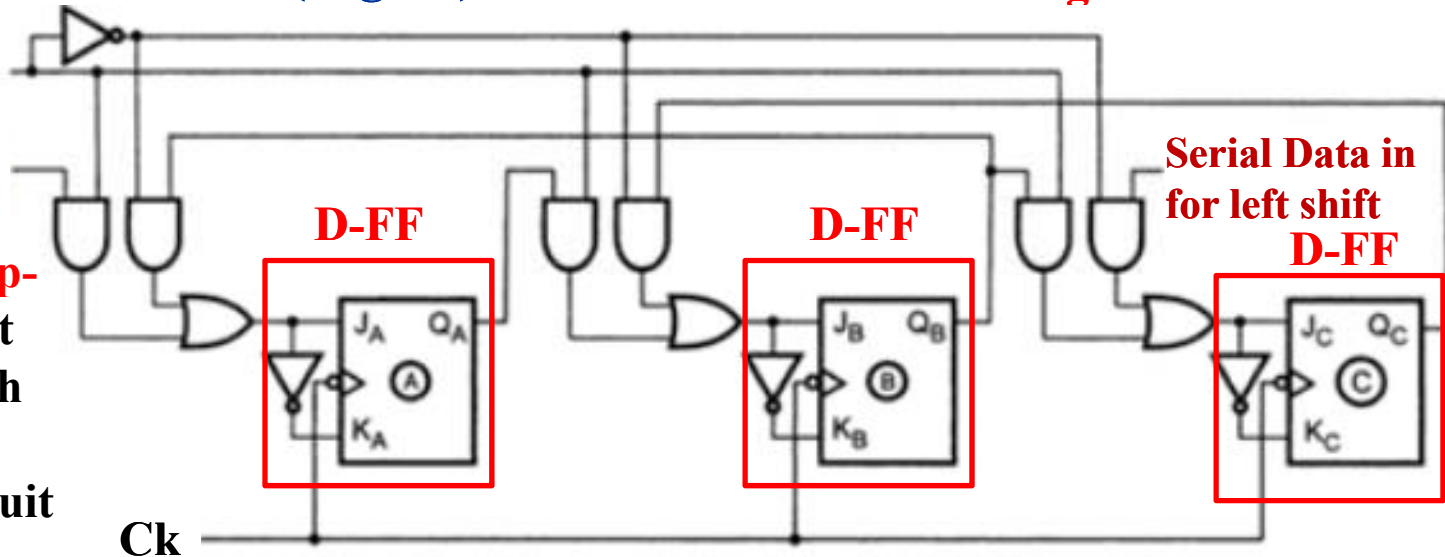 Serial Data in
for left shift
D-FF
D-FF
D-FF
p-
t
h
uit
JA QA
A
KA
JB QB
B
KB
JC QC
C
KC
Ck